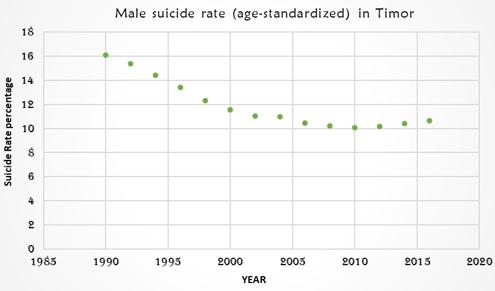 Male suicide rate (age-standardized) in Timor
18
16
14
12
10
8
6
4
2
0
Suicide Rate percentage
1985 1990 1995 2000 2005 2010 2015 2020
YEAR